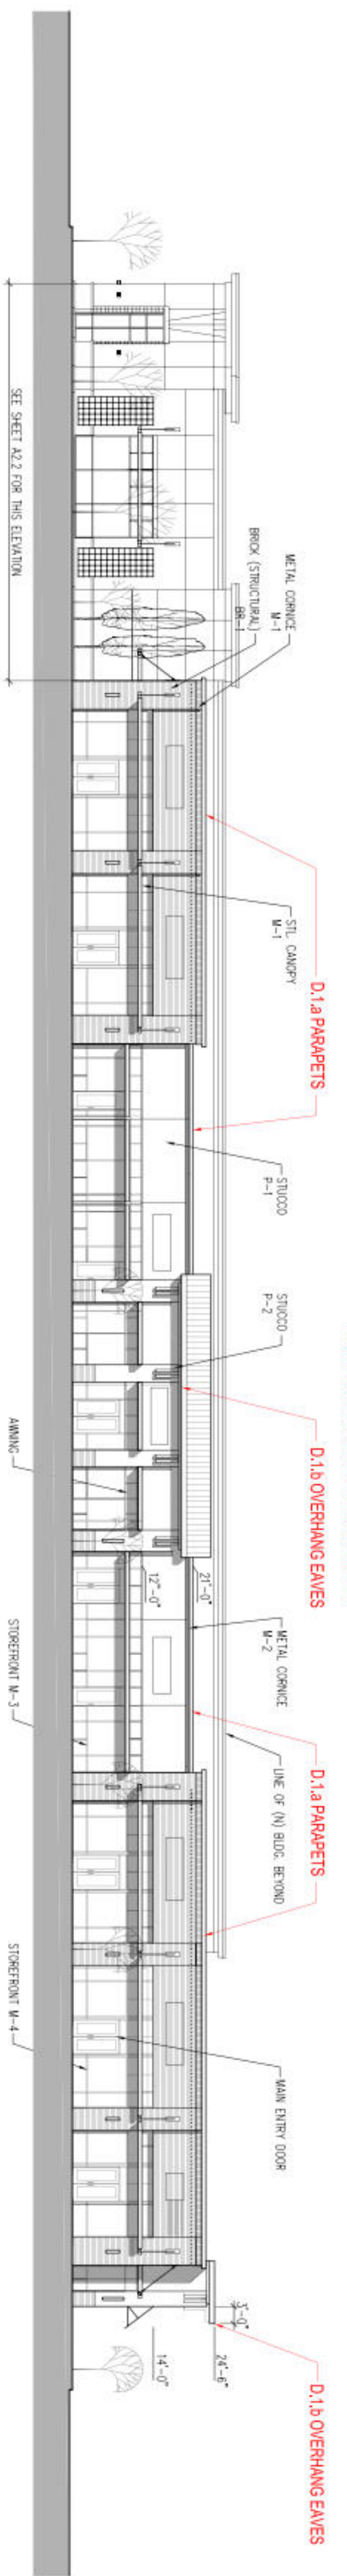 D.1.a PARAPETS
D.1.b OVERHANG EAVES
D.1.a PARAPETS
D.1.b OVERHANG EAVES
METAL CORNICE
M-1
BRICK (STRUCTURAL)
BR-1
STL. CANOPY
M-1
STUCCO
P-1
STUCCO
P-2
21'-0"
12'-0"
METAL CORNICE
M-2
LINE OF (N) BLDG. BEYOND
MAIN ENTRY DOOR
3'-0"
24'-6"
14'-0"
SEE SHEET A2.2 FOR THIS ELEVATION
AWNING
STOREFRONT M-3
STOREFRONT M-4